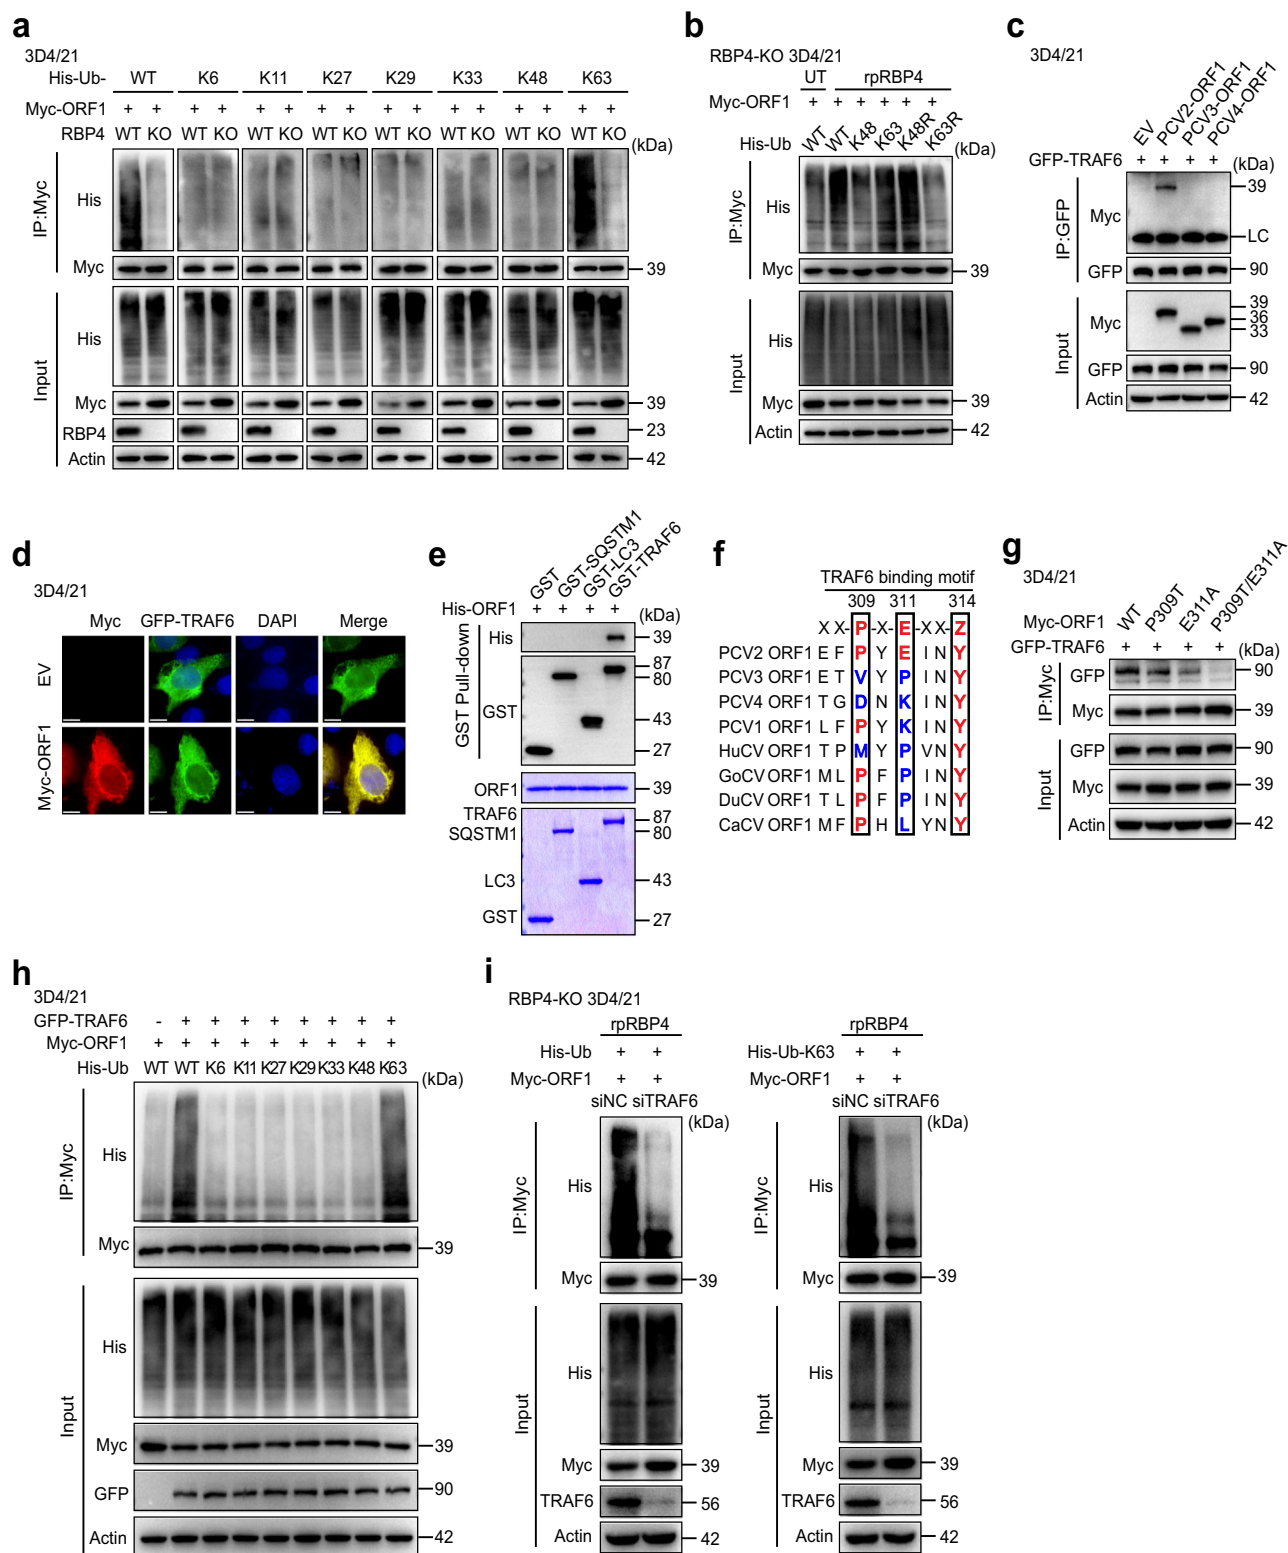 a
3D4/21
His-Ub- WT K6 K11 K27 K29 K33 K48 K63
Myc-ORF1 + + + + + + + + + + + + + + + +
RBP4 WT KO WT KO WT KO WT KO WT KO WT KO WT KO WT KO (kDa)
IP:Myc
His
Myc 39
Input
His
Myc 39
RBP4 23
Actin 42
b
RBP4-KO 3D4/21
UT rpRBP4
Myc-ORF1 + + + + + +
His-Ub WT WT K48 K63 K48R K63R (kDa)
IP:Myc
His
Myc 39
Input
His
Myc 39
Actin 42
c
3D4/21
EV PCV2-ORF1 PCV3-ORF1 PCV4-ORF1
GFP-TRAF6 + + + + (kDa)
IP:GFP
Myc 39
LC
GFP 90
Input
Myc 39
36
33
GFP 90
Actin 42
d
3D4/21
Myc GFP-TRAF6 DAPI Merge
EV
Myc-ORF1
e
GST GST-SQSTM1 GST-LC3 GST-TRAF6
His-ORF1 + + + + (kDa)
GST Pull-down
His 39
GST 87
80
43
27
ORF1 39
TRAF6 87
SQSTM1 80
LC3 43
GST 27
f
TRAF6 binding motif
309 311 314
X X- P -X- E -X X- Z
PCV2 ORF1 E F P Y E I N Y
PCV3 ORF1 E T V Y P I N Y
PCV4 ORF1 T G D N K I N Y
PCV1 ORF1 L F P Y K I N Y
HuCV ORF1 T P M Y P V N Y
GoCV ORF1 M L P F P I N Y
DuCV ORF1 T L P F P I N Y
CaCV ORF1 M F P H L Y N Y
g
3D4/21
Myc-ORF1 WT P309T E311A P309T/E311A
GFP-TRAF6 + + + + (kDa)
IP:Myc
GFP 90
Myc 39
Input
GFP 90
Myc 39
Actin 42
h
3D4/21
GFP-TRAF6 - + + + + + + + +
Myc-ORF1 + + + + + + + + +
His-Ub WT WT K6 K11 K27 K29 K33 K48 K63
(kDa)
IP:Myc
His
Myc 39
Input
His
Myc 39
GFP 90
Actin 42
i
RBP4-KO 3D4/21
rpRBP4
His-Ub + +
Myc-ORF1 + +
siNC siTRAF6
(kDa)
IP:Myc
His
Myc 39
Input
His
Myc 39
TRAF6 56
Actin 42
rpRBP4
His-Ub-K63 + +
Myc-ORF1 + +
siNC siTRAF6
(kDa)
IP:Myc
His
Myc 39
Input
His
Myc 39
TRAF6 56
Actin 42